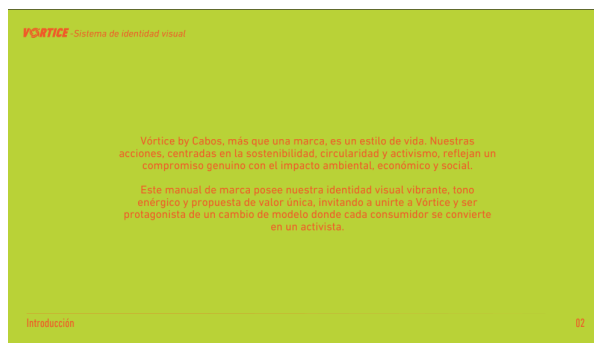 VÓRTICE -Sistema de identidad visual
Vórtice by Cabos, más que una marca, es un estilo de vida. Nuestras
acciones, centradas en la sostenibilidad, circularidad y activismo, reflejan un
compromiso genuino con el impacto ambiental, económico y social.
Este manual de marca posee nuestra identidad visual vibrante, tono
enérgico y propuesta de valor única, invitando a unirte a Vórtice y ser
protagonista de un cambio de modelo donde cada consumidor se convierte
en un activista.
Introducción
02